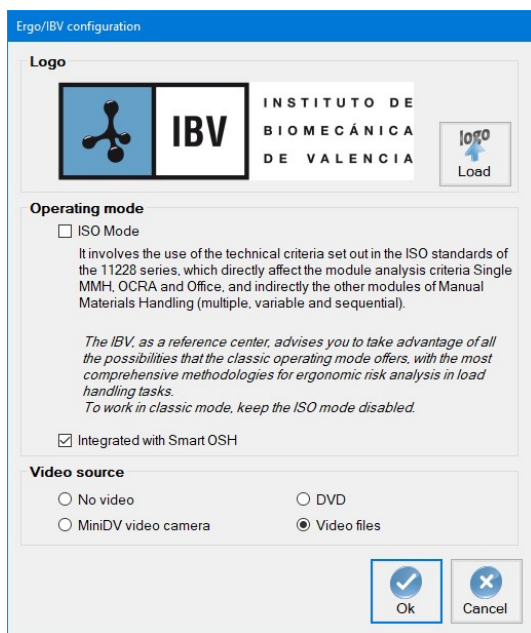 Ergo/IBV configuration
Logo
IBV
INSTITUTO DE
BIOMECÁNICA
DE VALENCIA
logo
Load
Operating mode
ISO Mode
It involves the use of the technical criteria set out in the ISO standards of
the 11228 series, which directly affect the module analysis criteria Single
MMH, OCRA and Office, and indirectly the other modules of Manual
Materials Handling (multiple, variable and sequential).
The IBV, as a reference center, advises you to take advantage of all
the possibilities that the classic operating mode offers, with the most
comprehensive methodologies for ergonomic risk analysis in load
handling tasks.
To work in classic mode, keep the ISO mode disabled.
Integrated with Smart OSH
Video source
No video
DVD
MiniDV video camera
Video files
Ok
Cancel